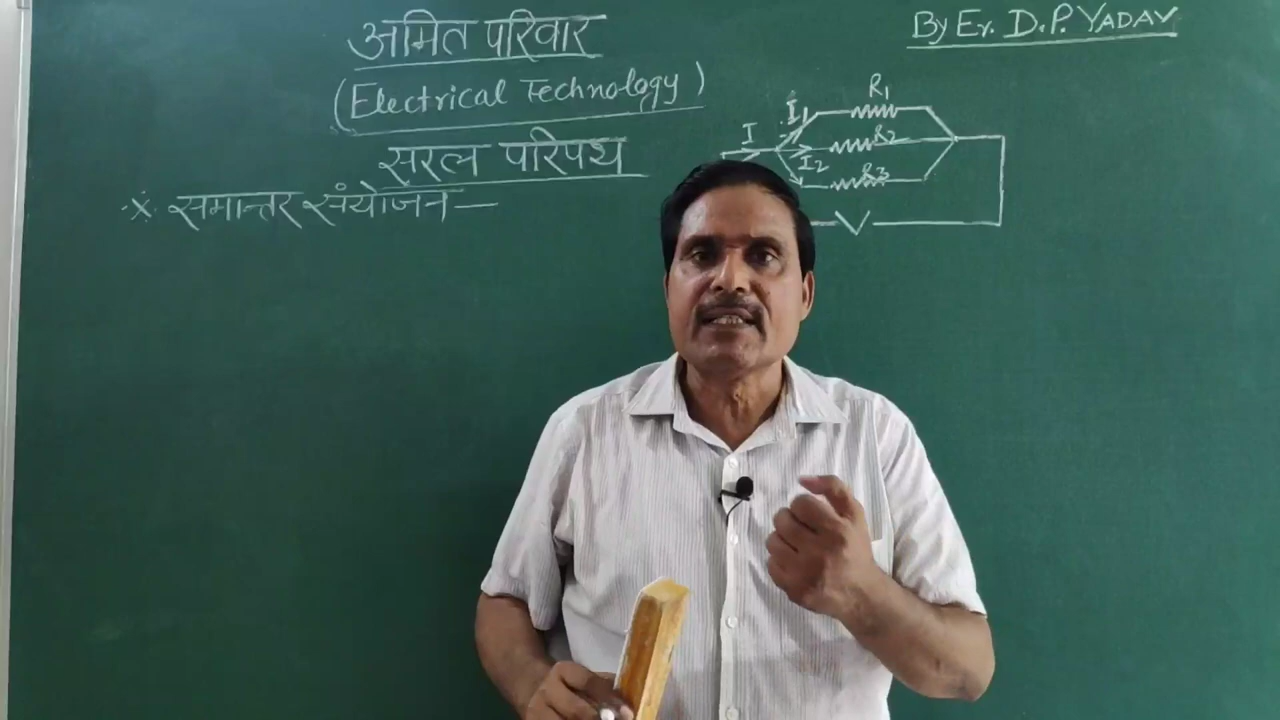 अमित परिवार
(Electrical Technology)
By Er. D.P. YADAV
सरल परिपथ
* समान्तर संयोजन—
I
I1
R1
I2
R2
R3
V